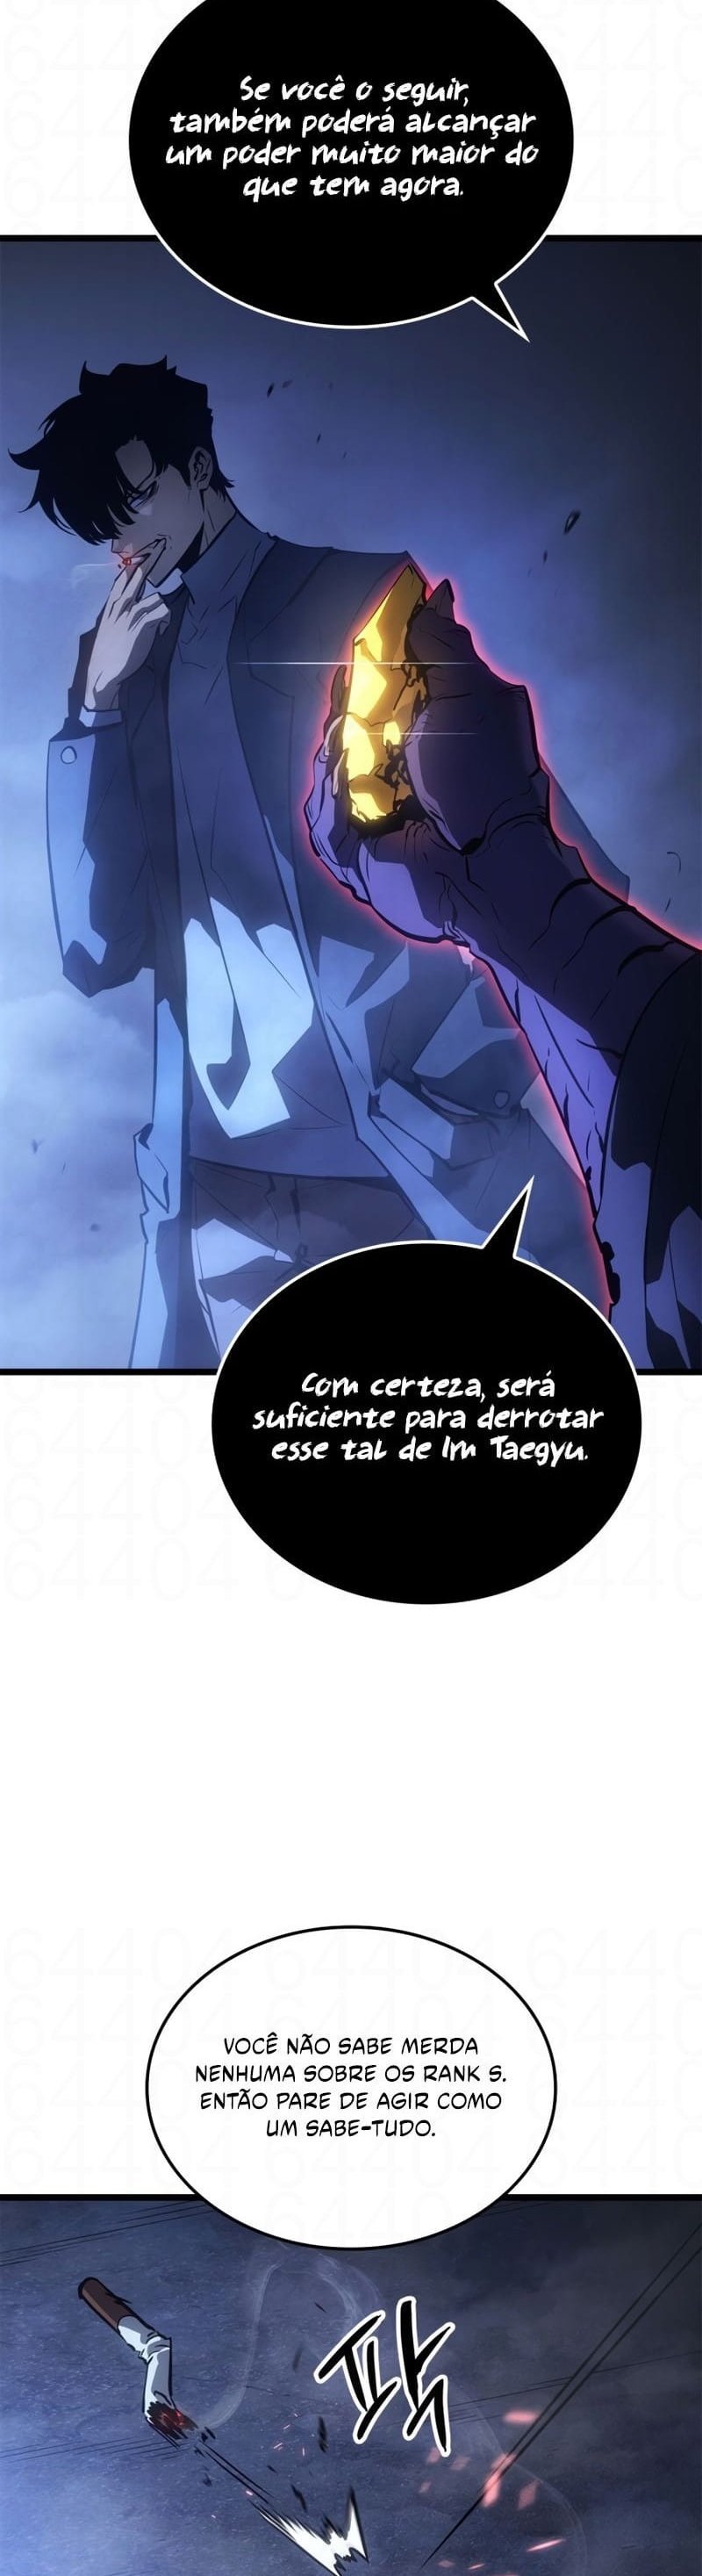 Se você o seguir,
também poderá alcançar
um poder muito maior do
que tem agora.
Com certeza, será
suficiente para derrotar
esse tal de Im Taegyu.
VOCÊ NÃO SABE MERDA
NENHUMA SOBRE OS RANK S.
ENTÃO PARE DE AGIR COMO
UM SABE-TUDO.
팍